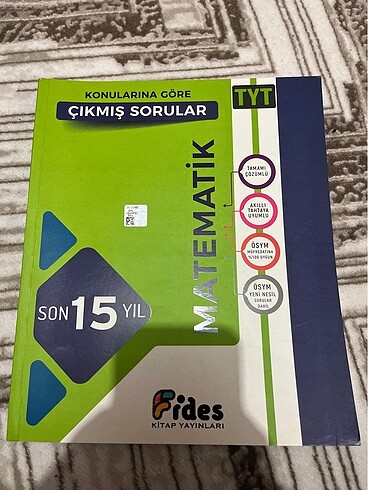 KONULARINA GÖRE
ÇIKMIŞ SORULAR
TYT
MATEMATİK
TAMAMI
ÇÖZÜMLÜ
AKILLI
TAHTAYA
UYUMLU
ÖSYM
MÜFREDATINA
%100 UYGUN
ÖSYM
YENİ NESİL
SORULAR
DAHİL
SON 15 YIL
Fides
KİTAP YAYINLARI